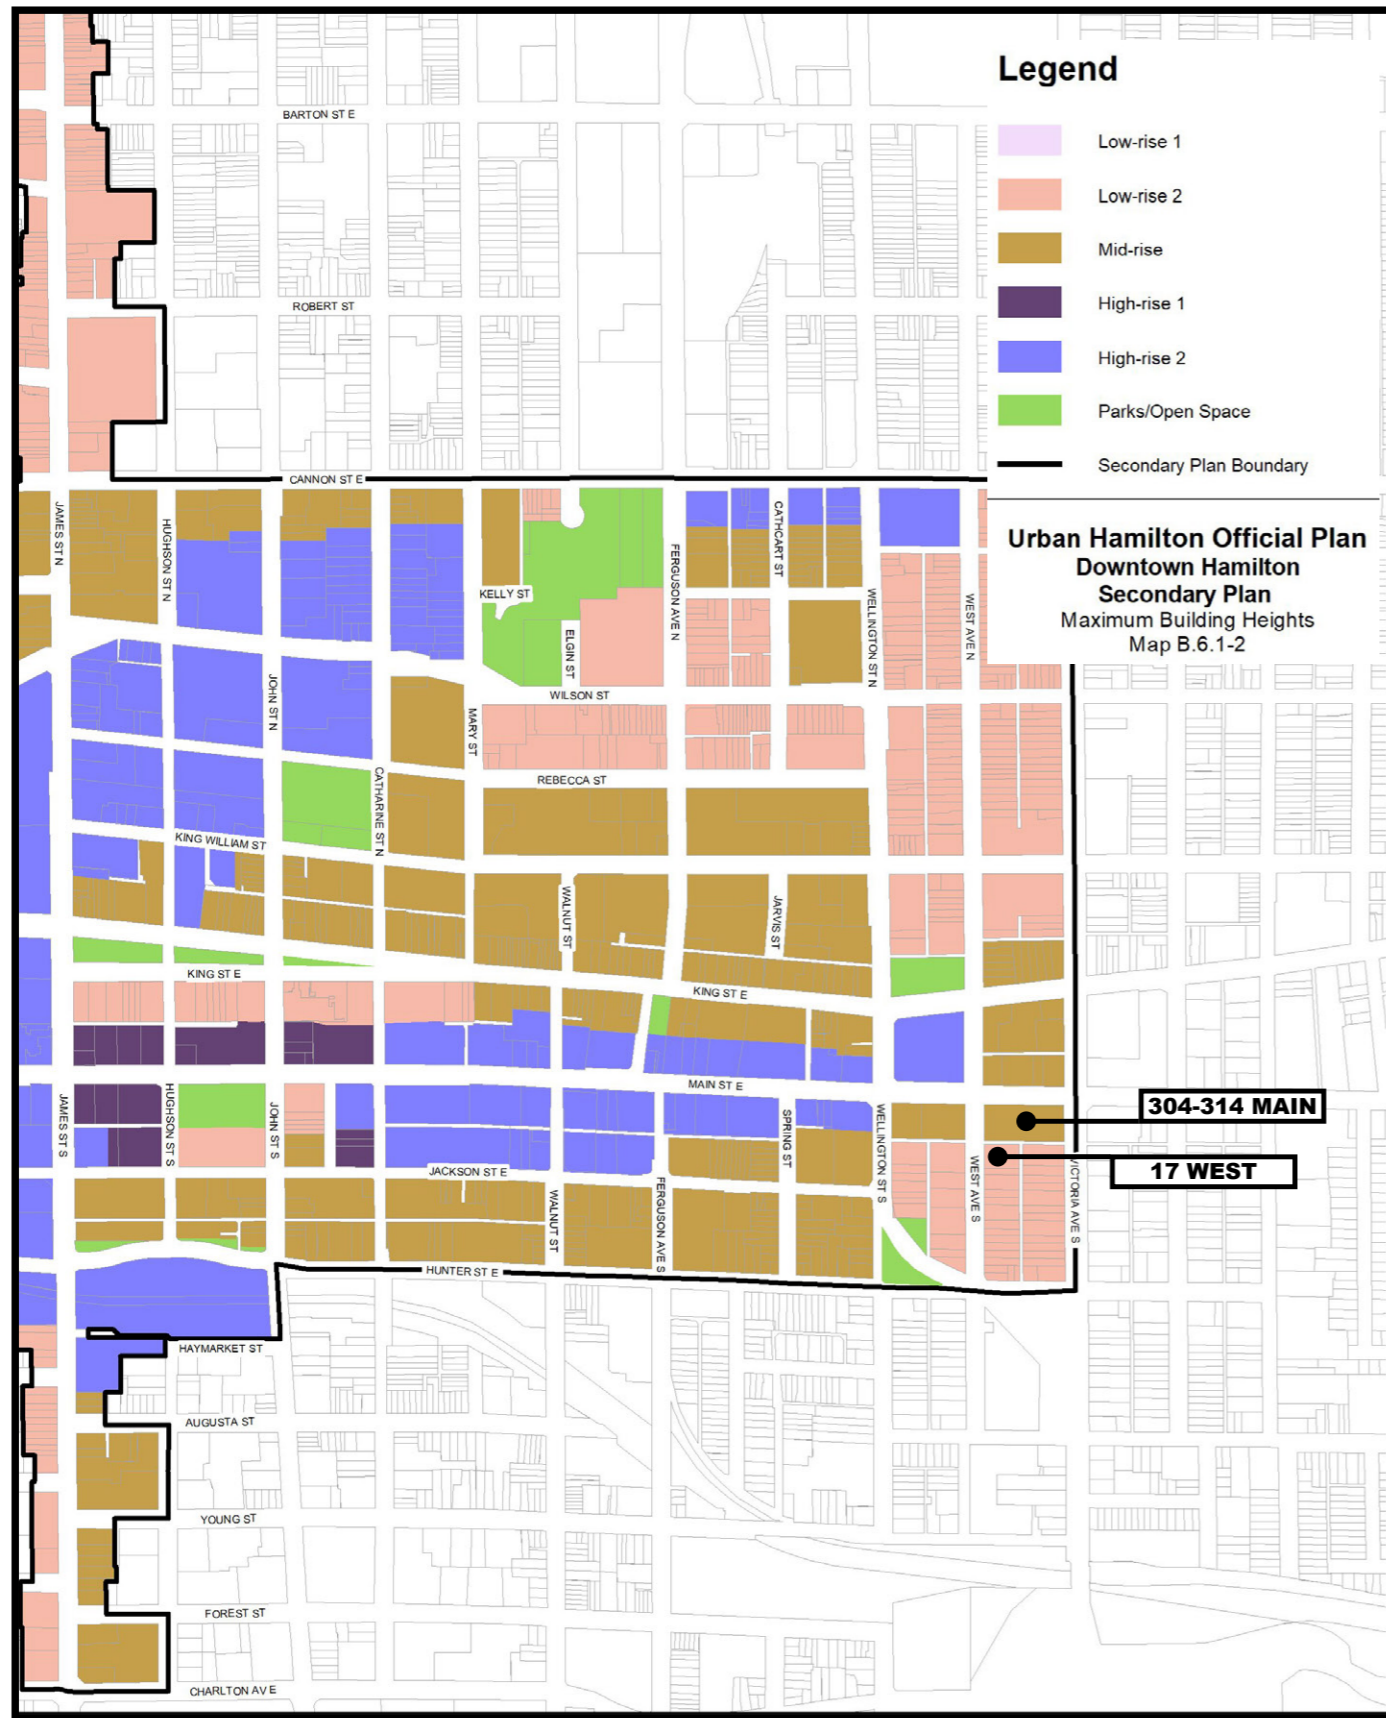 Legend
Low-rise 1
Low-rise 2
Mid-rise
High-rise 1
High-rise 2
Parks/Open Space
Secondary Plan Boundary
Urban Hamilton Official Plan
Downtown Hamilton
Secondary Plan
Maximum Building Heights
Map B.6.1-2
BARTON ST E
ROBERT ST
CANNON ST E
JAMES ST N
HUGHSON ST N
JOHN ST N
CATHARINE ST N
MARY ST
KELLY ST
ELGIN ST
FERGUSON AVE N
CATHCART ST
WELLINGTON ST N
WEST AVE N
WILSON ST
REBECCA ST
KING WILLIAM ST
WALNUT ST
JARVIS ST
KING ST E
KING ST E
MAIN ST E
304-314 MAIN
17 WEST
JAMES ST S
HUGHSON ST S
JOHN ST S
JACKSON ST E
WALNUT ST
FERGUSON AVE S
SPRING ST
WELLINGTON ST S
WEST AVE S
VICTORIA AVE S
HUNTER ST E
HAYMARKET ST
AUGUSTA ST
YOUNG ST
FOREST ST
CHARLTON AV E